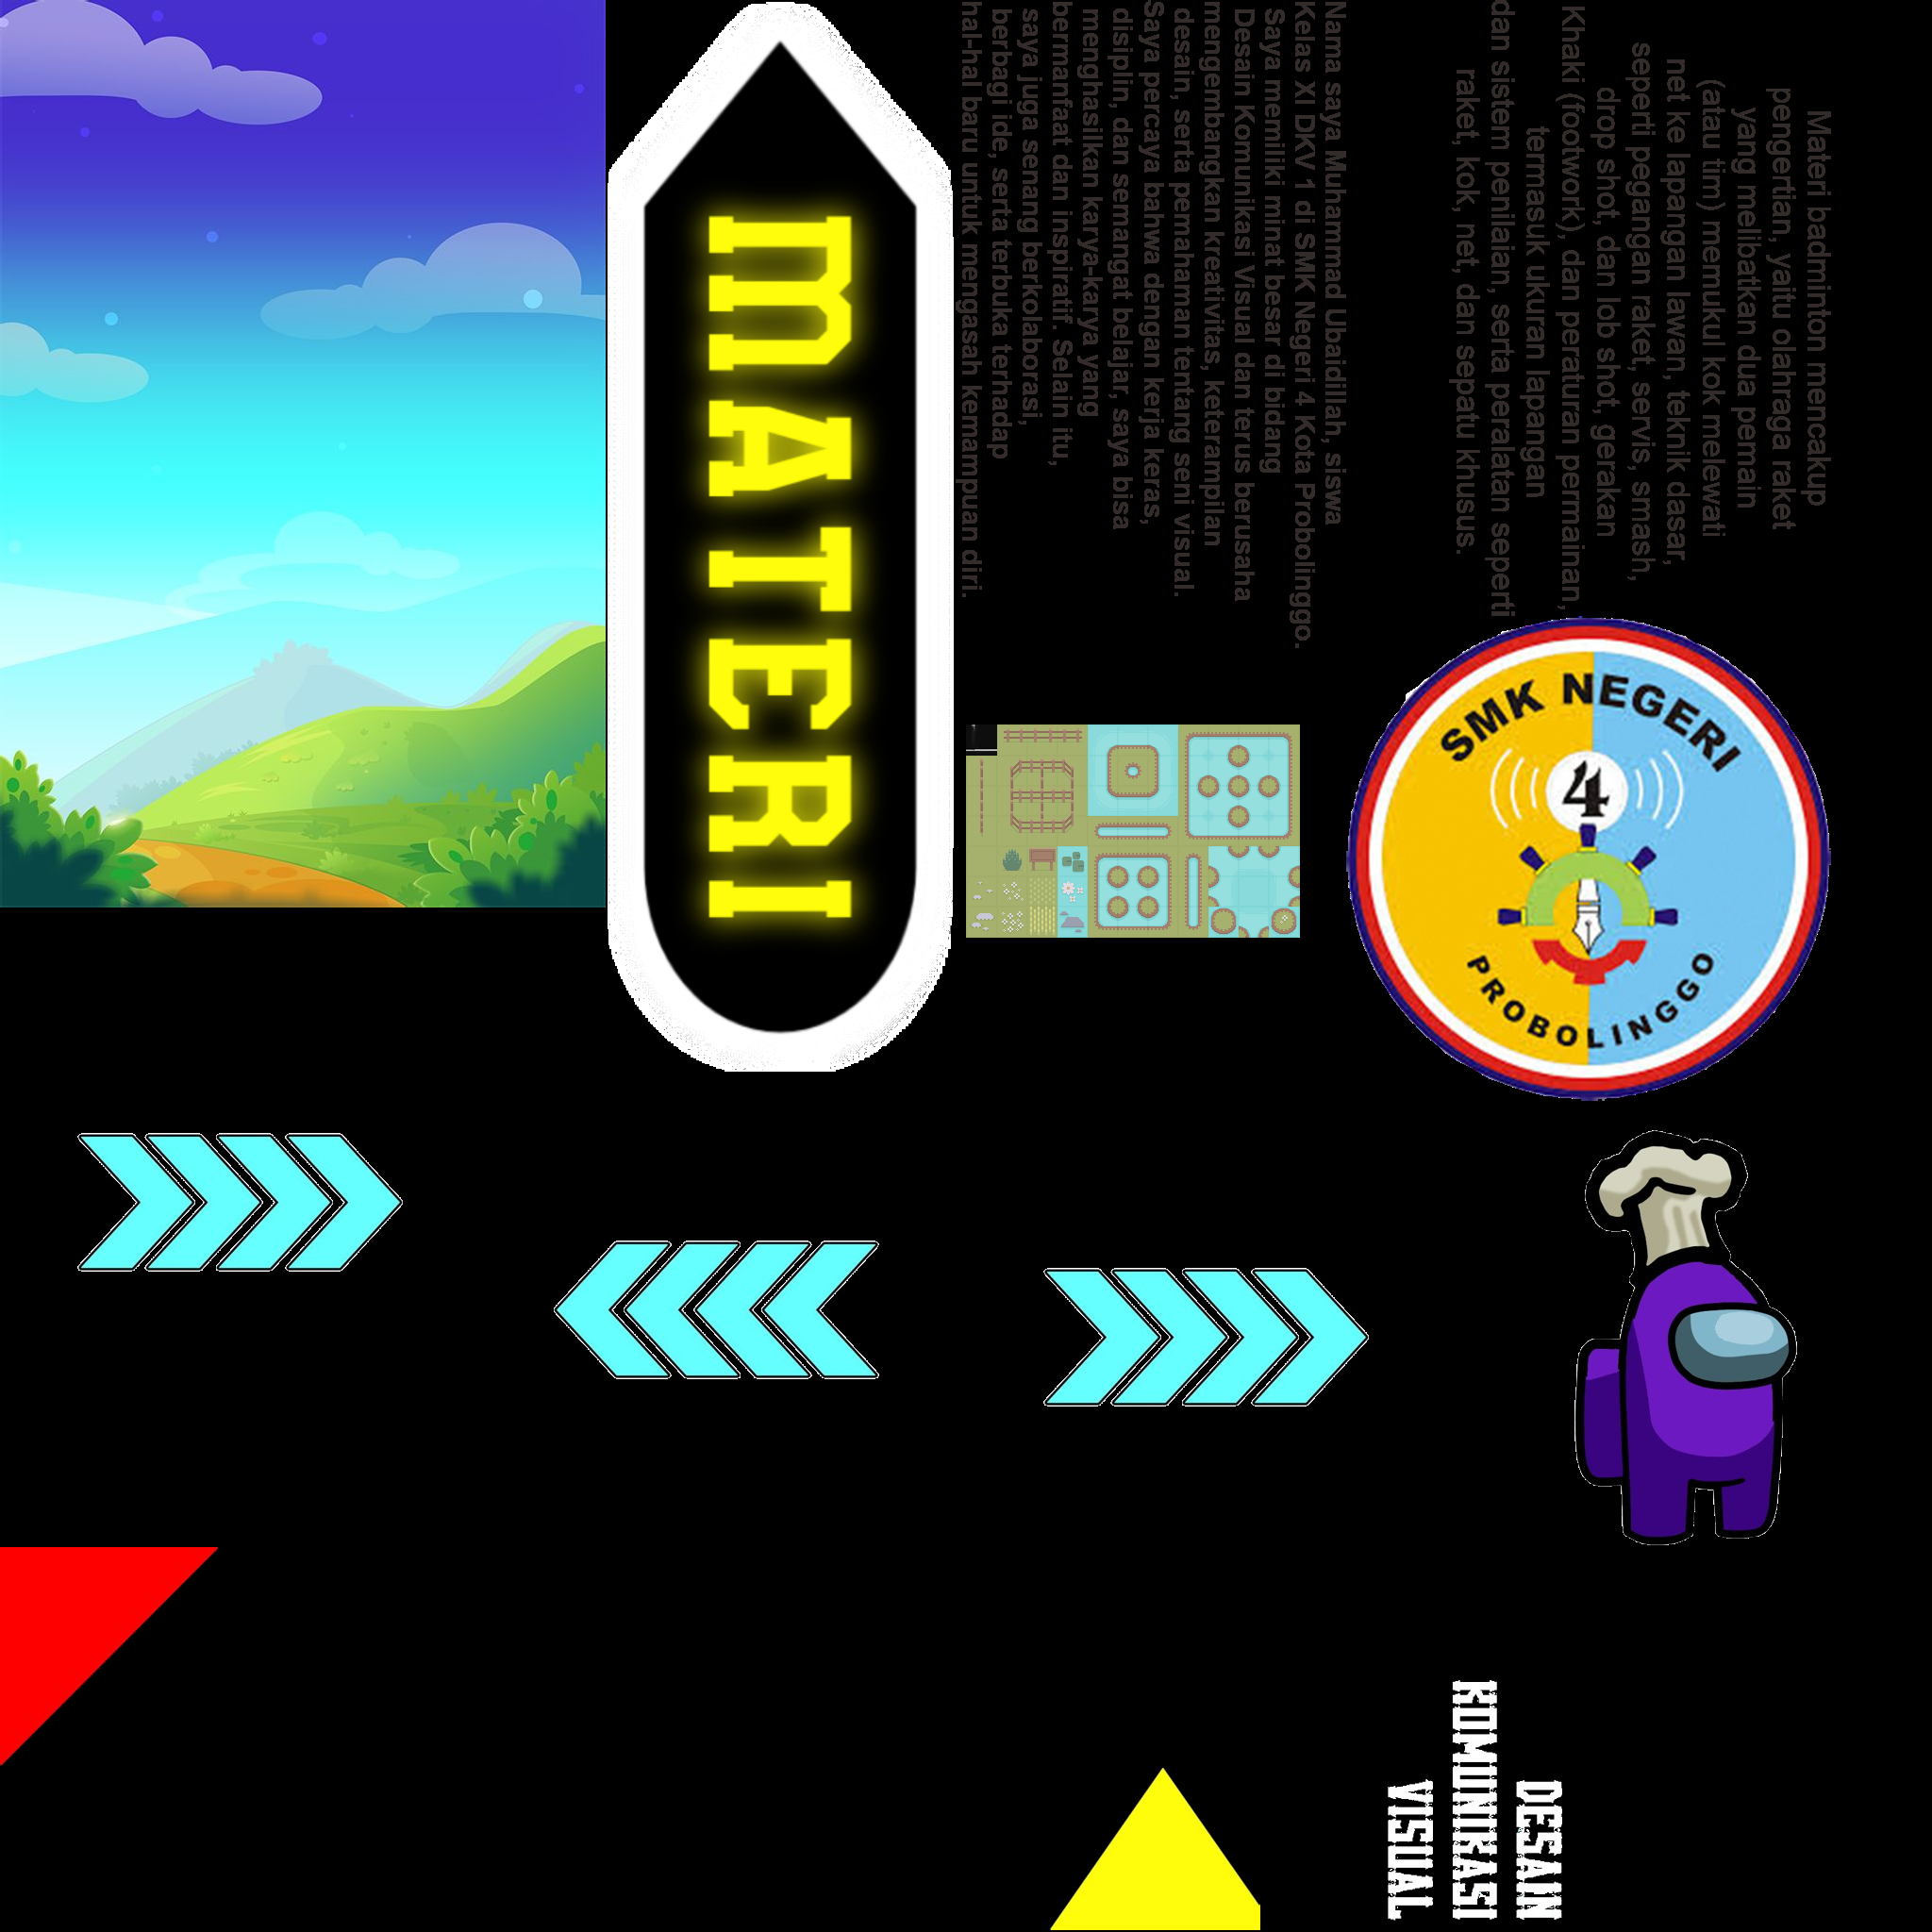 MATERI
Nama saya Muhammad Ubaidillah, siswa
Kelas XI DKV 1 di SMK Negeri 4 Kota Probolinggo.
Saya memiliki minat besar di bidang
Desain Komunikasi Visual dan terus berusaha
mengembangkan kreativitas, keterampilan
desain, serta pemahaman tentang seni visual.
Saya percaya bahwa dengan kerja keras,
disiplin, dan semangat belajar, saya bisa
menghasilkan karya-karya yang
bermanfaat dan inspiratif. Selain itu,
saya juga senang berkolaborasi,
berbagi ide, serta terbuka terhadap
hal-hal baru untuk mengasah kemampuan diri.
Materi badminton mencakup
pengertian, yaitu olahraga raket
yang melibatkan dua pemain
(atau tim) memukul kok melewati
net ke lapangan lawan, teknik dasar,
seperti pegangan raket, servis, smash,
drop shot, dan lob shot, gerakan
Khaki (footwork), dan peraturan permainan,
termasuk ukuran lapangan
dan sistem penilaian, serta peralatan seperti
raket, kok, net, dan sepatu khusus.
SMK NEGERI
4
PROBOLINGGO
DESAIN
KOMUNIKASI
VISUAL